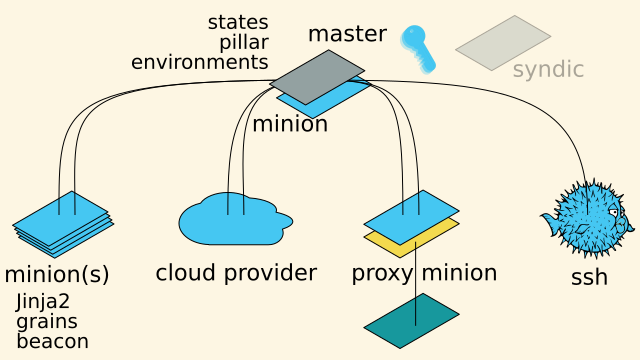 states
pillar
environments
master
syndic
minion
minion(s)
Jinja2
grains
beacon
cloud provider
proxy minion
ssh